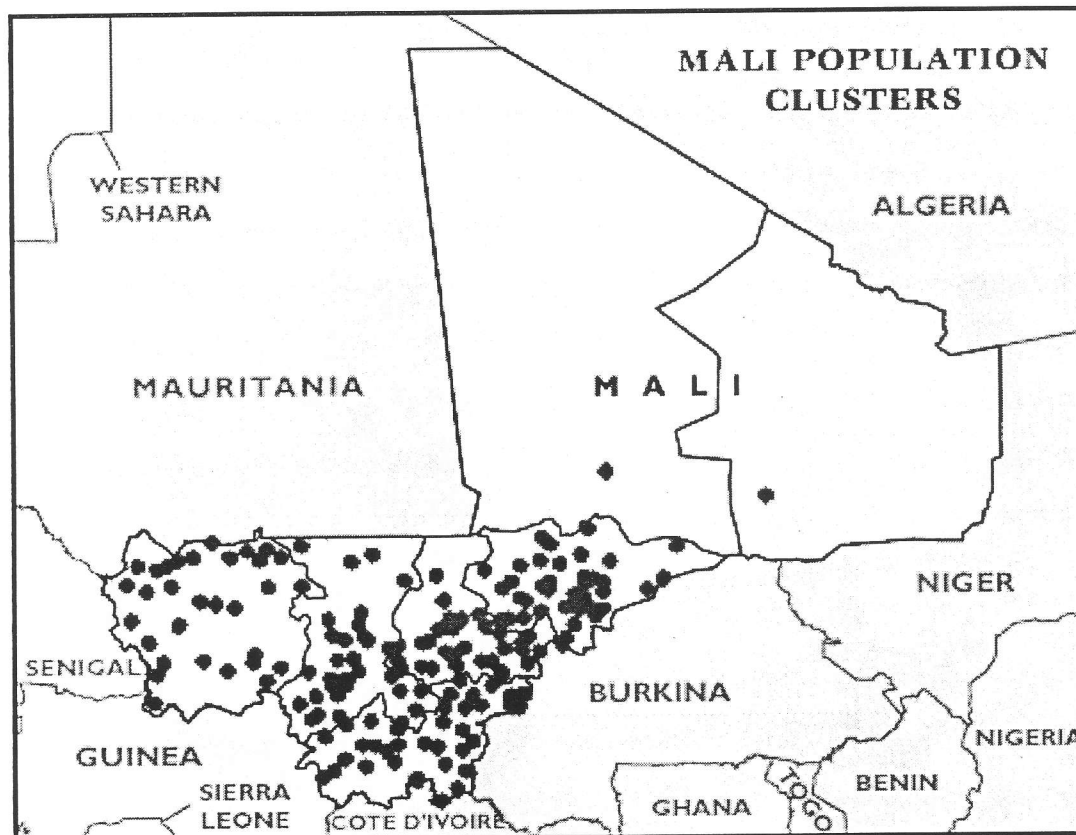 MALI POPULATION
CLUSTERS
WESTERN
SAHARA
ALGERIA
MAURITANIA
M A L I
NIGER
SENIGAL
BURKINA
GUINEA
NIGERIA
SIERRA
LEONE
COTE D'IVOIRE
GHANA
TOGO
BENIN